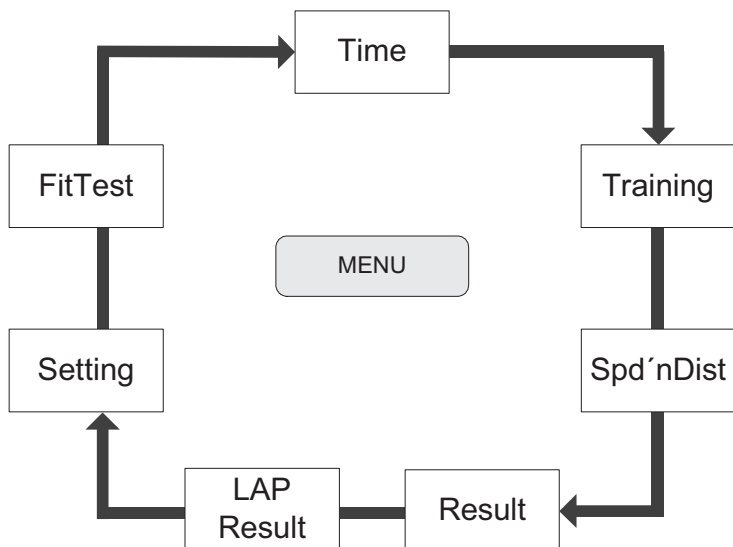 Time
FitTest
Training
MENU
Setting
Spd´nDist
LAP
Result
Result